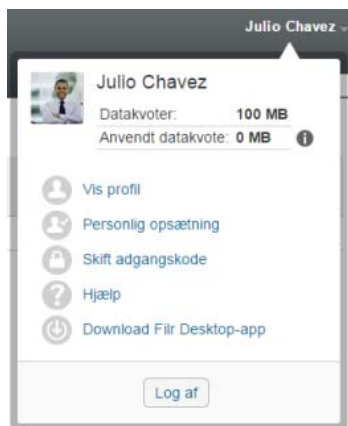 Julio Chavez
Julio Chavez
Datakvoter: 100 MB
Anvendt datakvote: 0 MB
Vis profil
Personlig opsætning
Skift adgangskode
Hjælp
Download Filr Desktop-app
Log af